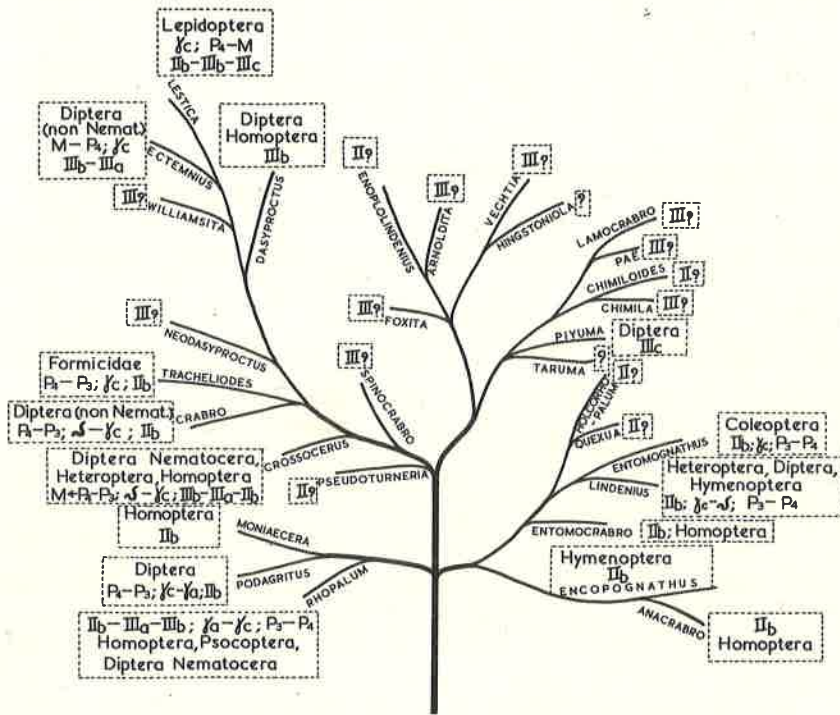 Lepidoptera
γc; P₄–M
IIb–IIIb–IIIc
LESTICA
Diptera
(non Nemat.)
M–P₄; γc
IIIb–IIIa
ECTEMNIUS
III?
WILLIAMSITA
Diptera
Homoptera
IIIb
DASYPROCTUS
III?
NEODASYPROCTUS
Formicidae
P₄–P₃; γc; IIb
TRACHELIODES
Diptera (non Nemat.)
P₄–P₃; –γc; IIb
CRABRO
Diptera Nematocera,
Heteroptera, Homoptera
–γc; IIIb–IIIa–IIb
CROSSOCERUS
II?
PSEUDOTURNERIA
III?
SPINOCRABRO
III?
FOXITA
II?
ENOPLOLINDENIUS
III?
ARNOLDITA
III?
VECHTIA
HINGSTONIOLA
?
LAMOCRABRO
III?
PAE
III?
CHIMILOIDES
II?
CHIMILA
III?
PIYUMA
Diptera
IIIc
TARUMA
?
II?
-PALUM
QUEXUA
II?
ENTOMOGNATHUS
Coleoptera
IIb; γc; P₃–P₄
LINDENIUS
Heteroptera, Diptera,
Hymenoptera
IIb; γc– ; P₃–P₄
ENTOMOCRABRO
IIb; Homoptera
Hymenoptera
IIb
ENCOPOGNATHUS
ANACRABRO
IIb
Homoptera
Homoptera
IIb
MONIAECERA
Diptera
P₄–P₃; γc–γa; IIb
PODAGRITUS
RHOPALUM
IIb–IIIa–IIIb; γa–γc; P₃–P₄
Homoptera, Psocoptera,
Diptera Nematocera